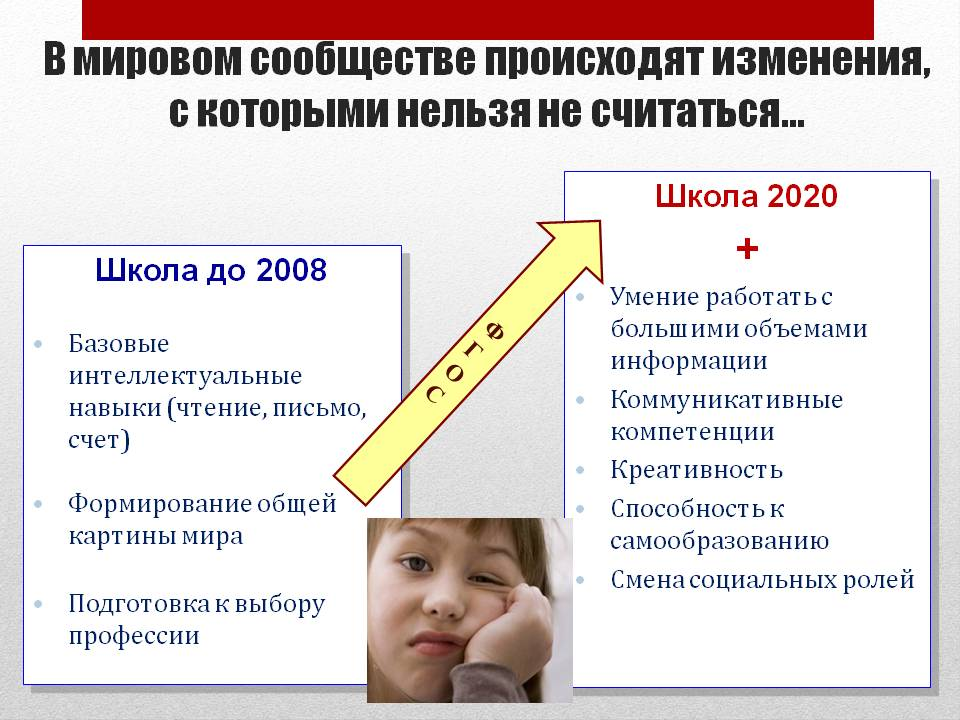 В мировом сообществе происходят изменения,
с которыми нельзя не считаться...
Школа до 2008
• Базовые
интеллектуальные
навыки (чтение, письмо,
счет)
• Формирование общей
картины мира
• Подготовка к выбору
профессии
ФГОС
Школа 2020
+
• Умение работать с
большими объемами
информации
• Коммуникативные
компетенции
• Креативность
• Способность к
самообразованию
• Смена социальных ролей